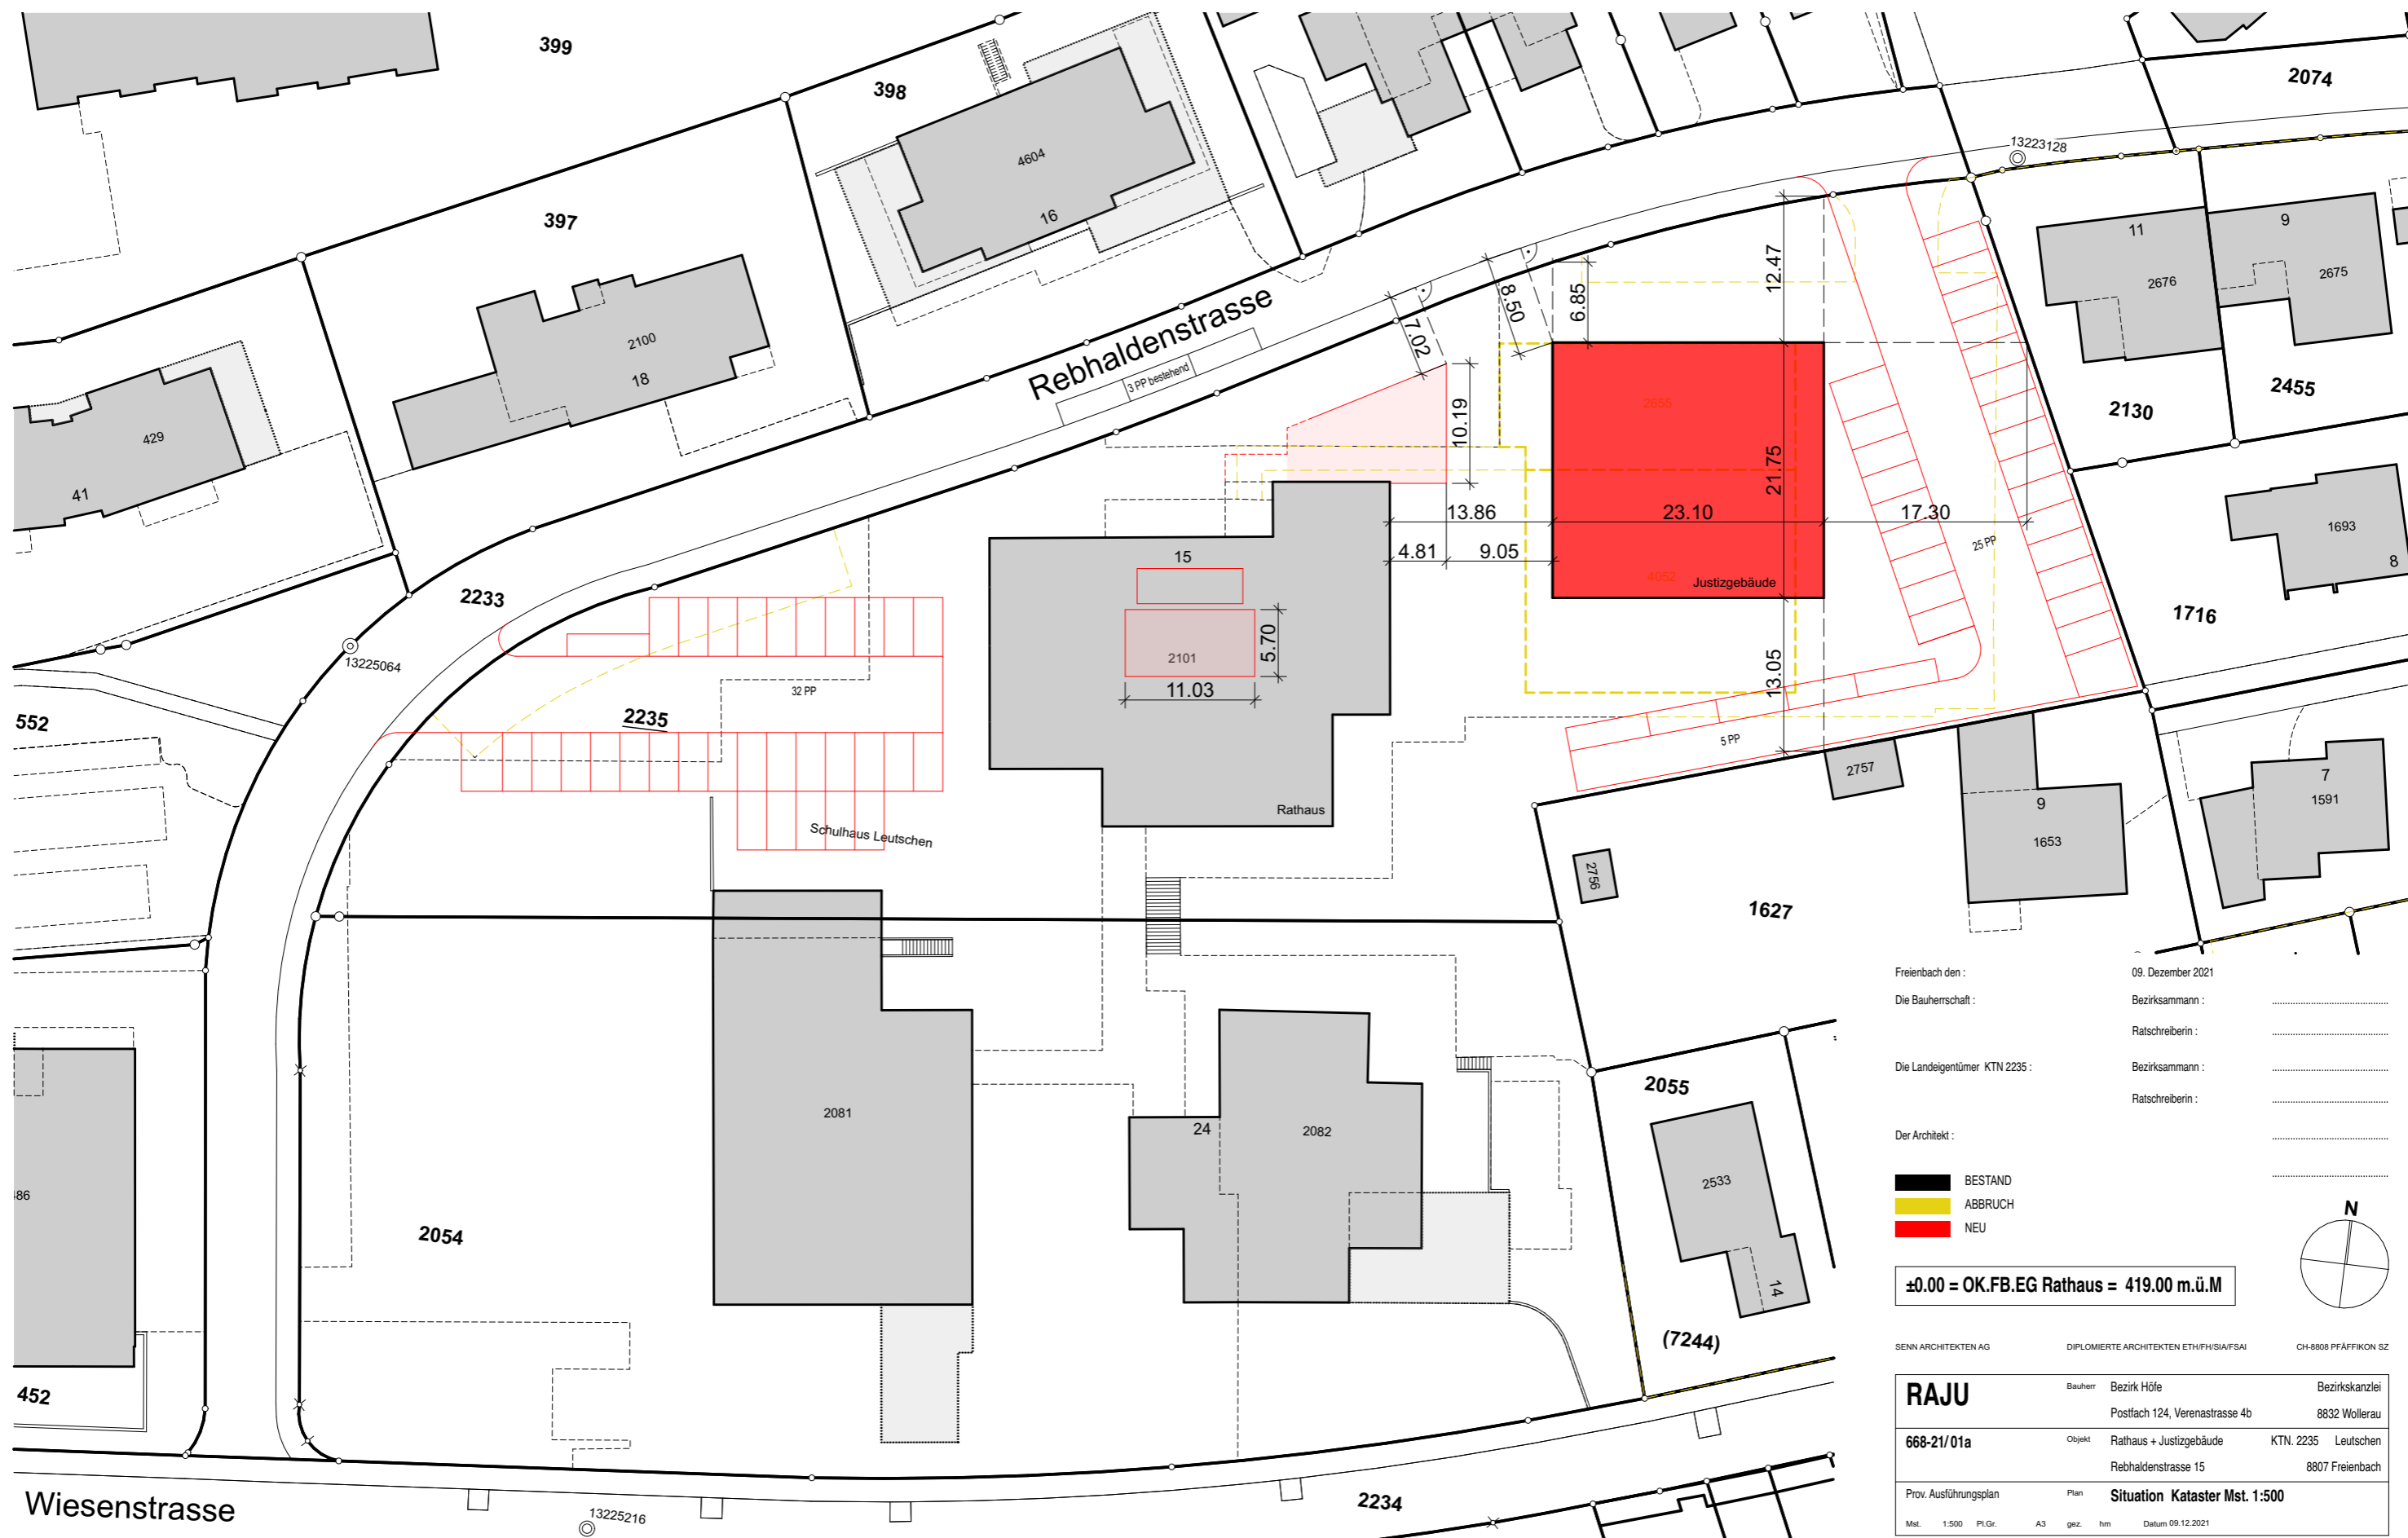 399
398
397
4604
16
2100
18
429
41
Rebhaldenstrasse
3 PP bestehend
13223128
2074
11
2676
9
2675
2130
2455
1693
8
1716
12.47
6.85
8.50
7.02
10.19
2655
21.75
13.86
23.10
17.30
4.81
9.05
4052
Justizgebäude
25 PP
13.05
5 PP
15
2101
5.70
11.03
Rathaus
2233
13225064
32 PP
2235
Schulhaus Leutschen
552
2757
9
1653
7
1591
2756
1627
2081
24
2082
2055
2533
14
(7244)
486
2054
452
Wiesenstrasse
13225216
2234
Freienbach den : 09. Dezember 2021
Die Bauherrschaft : Bezirksammann :
Ratschreiberin :
Die Landeigentümer KTN 2235 : Bezirksammann :
Ratschreiberin :
Der Architekt :
BESTAND
ABBRUCH
NEU
N
±0.00 = OK.FB.EG Rathaus = 419.00 m.ü.M
SENN ARCHITEKTEN AG DIPLOMIERTE ARCHITEKTEN ETH/FH/SIA/FSAI CH-8808 PFÄFFIKON SZ
RAJU Bauherr Bezirk Höfe Bezirkskanzlei
Postfach 124, Verenastrasse 4b 8832 Wollerau
668-21/ 01a Objekt Rathaus + Justizgebäude KTN. 2235 Leutschen
Rebhaldenstrasse 15 8807 Freienbach
Prov. Ausführungsplan Plan Situation Kataster Mst. 1:500
Mst. 1:500 Pl.Gr. A3 gez. hm Datum 09.12.2021